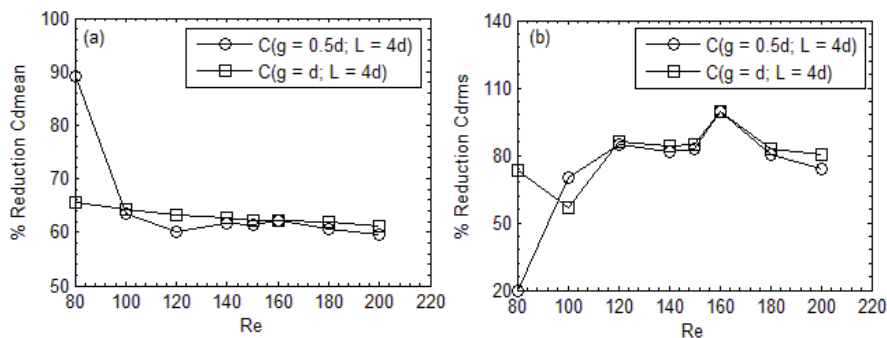 (a)
C(g = 0.5d; L = 4d)
C(g = d; L = 4d)
% Reduction Cdmean
100
90
80
70
60
50
80 100 120 140 160 180 200 220
Re
(b)
C(g = 0.5d; L = 4d)
C(g = d; L = 4d)
% Reduction Cdrms
140
110
80
50
20
80 100 120 140 160 180 200 220
Re